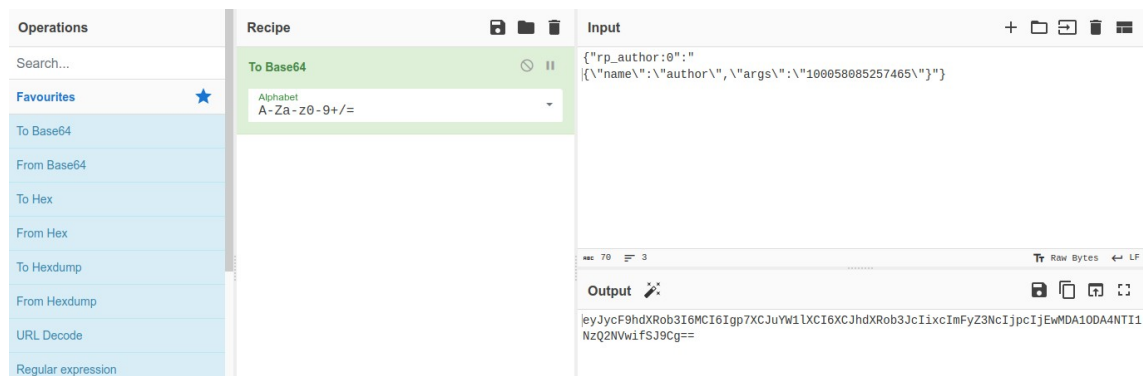 Operations
Search...
Favourites
To Base64
From Base64
To Hex
From Hex
To Hexdump
From Hexdump
URL Decode
Regular expression
Recipe
To Base64
Alphabet
A-Za-z0-9+/=
Input
{"rp_author:0":"
{\"name\":\"author\",\"args\":\"100058085257465\"}"}
ABC 70 3
Tт Raw Bytes LF
Output
eyJycF9hdXRob3I6MCI6Igp7XCJuYW1lXCI6XCJhdXRob3JcIixcImFyZ3NcIjpcIjEwMDA1ODA4NTI1
NzQ2NVwifSJ9Cg==